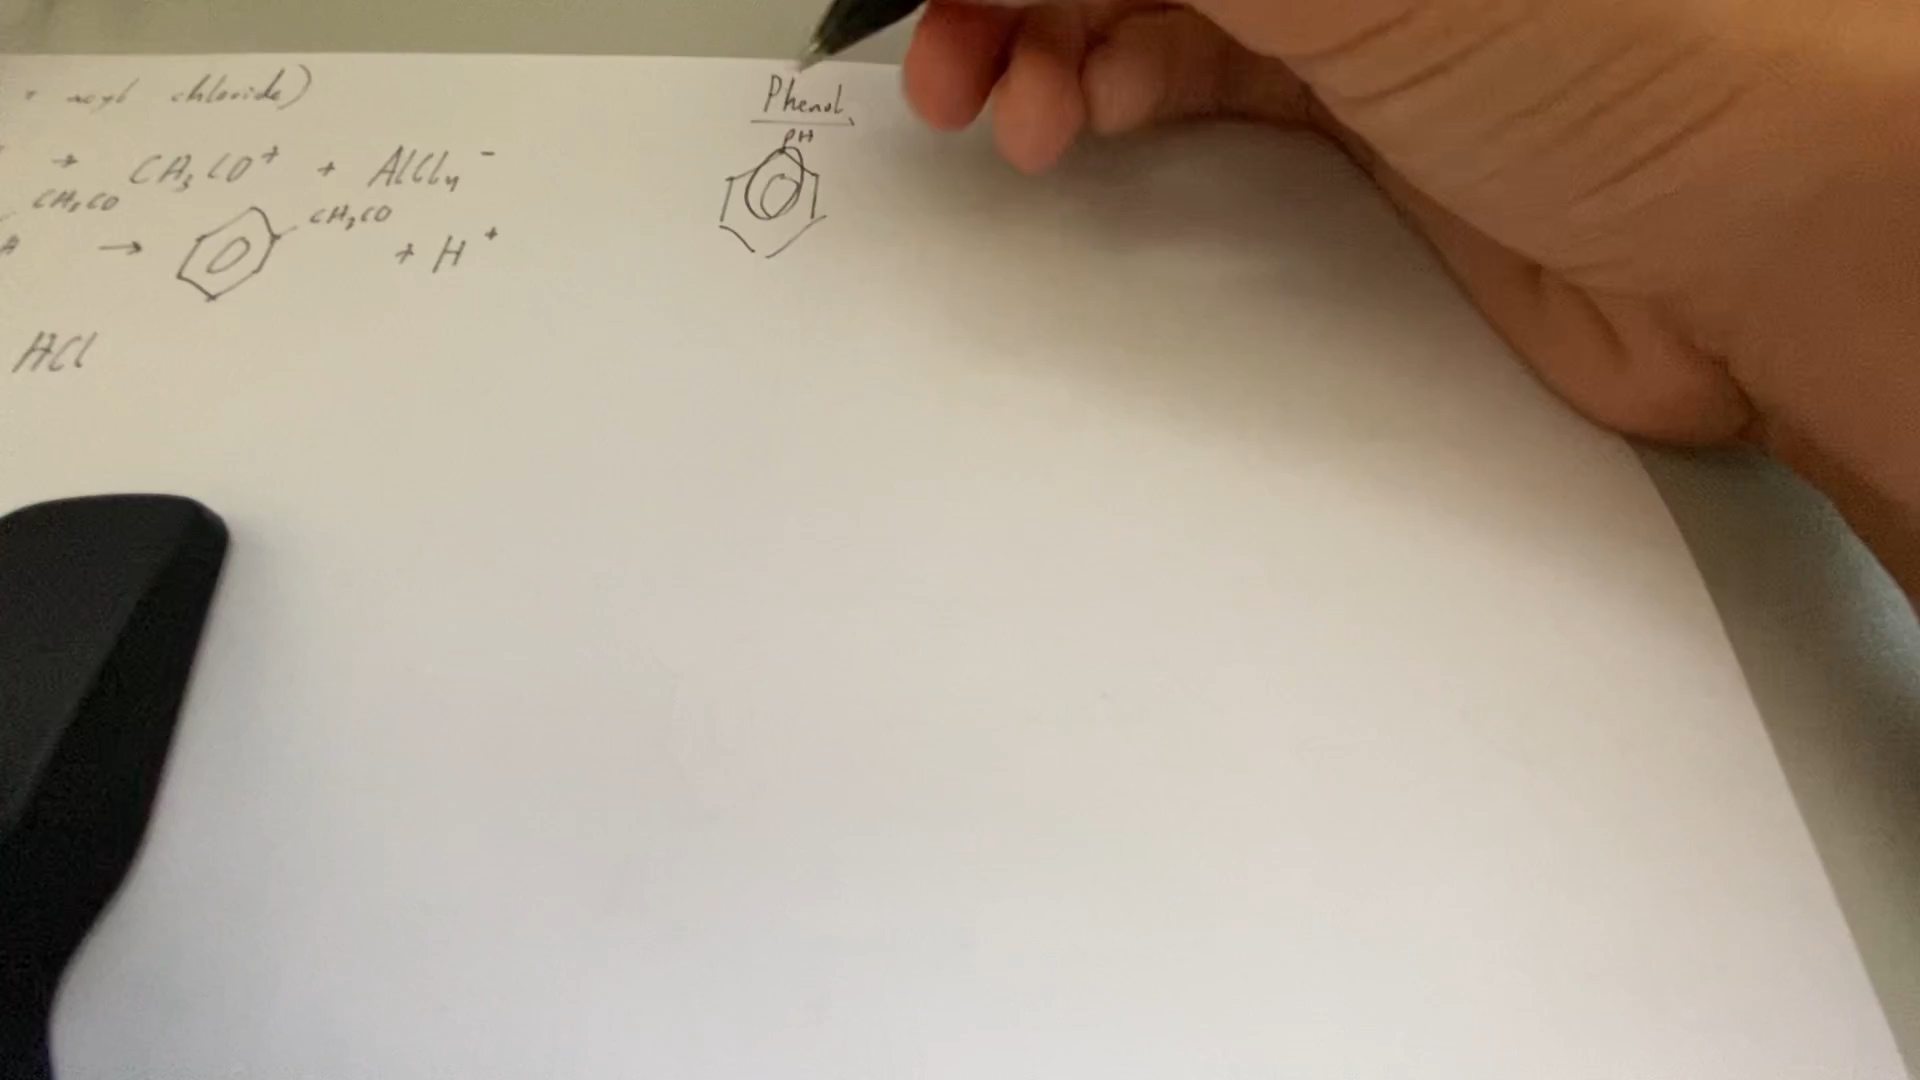 acyl chloride)
→ CH₃CO⁺ + AlCl₄⁻
CH₃CO
H → CH₃CO + H⁺
HCl
Phenol
OH